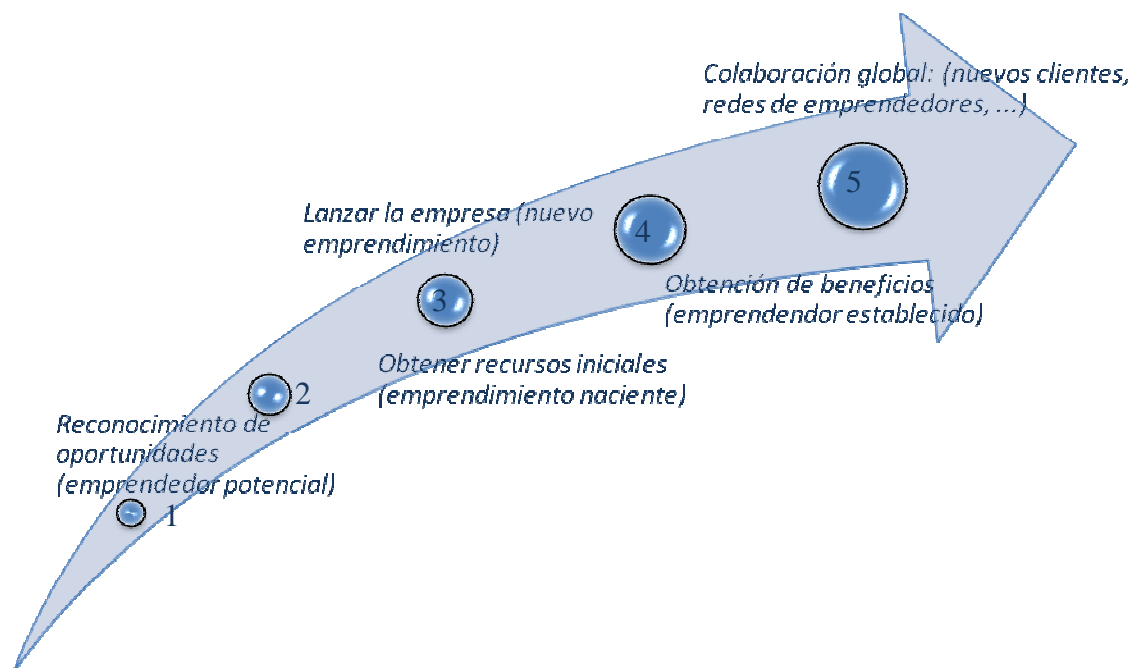 Colaboración global: (nuevos clientes,
redes de emprendedores, ...)
5
Lanzar la empresa (nuevo
emprendimiento)
4
Obtención de beneficios
(emprendendor establecido)
3
Obtener recursos iniciales
(emprendimiento naciente)
2
Reconocimiento de
oportunidades
(emprendedor potencial)
1